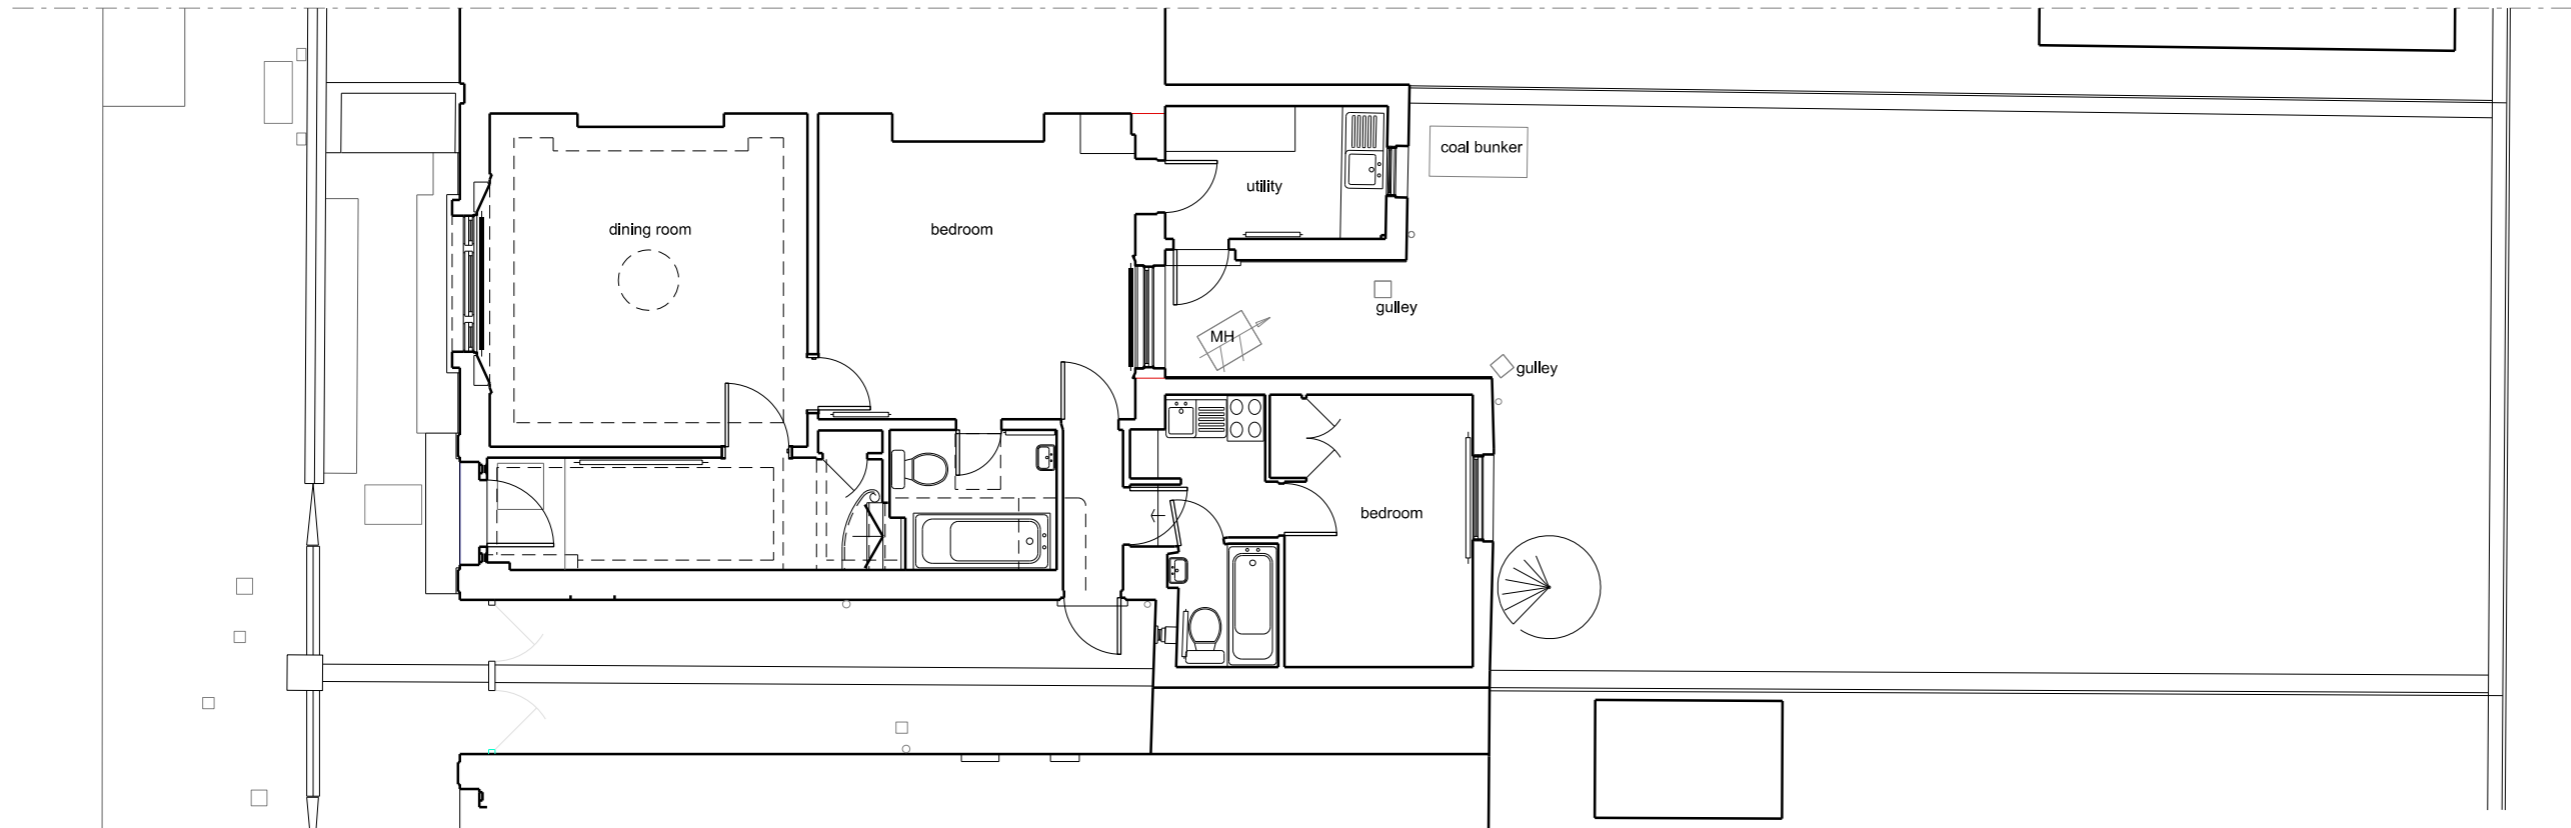 coal bunker
utility
dining room
bedroom
gulley
MH
gulley
bedroom